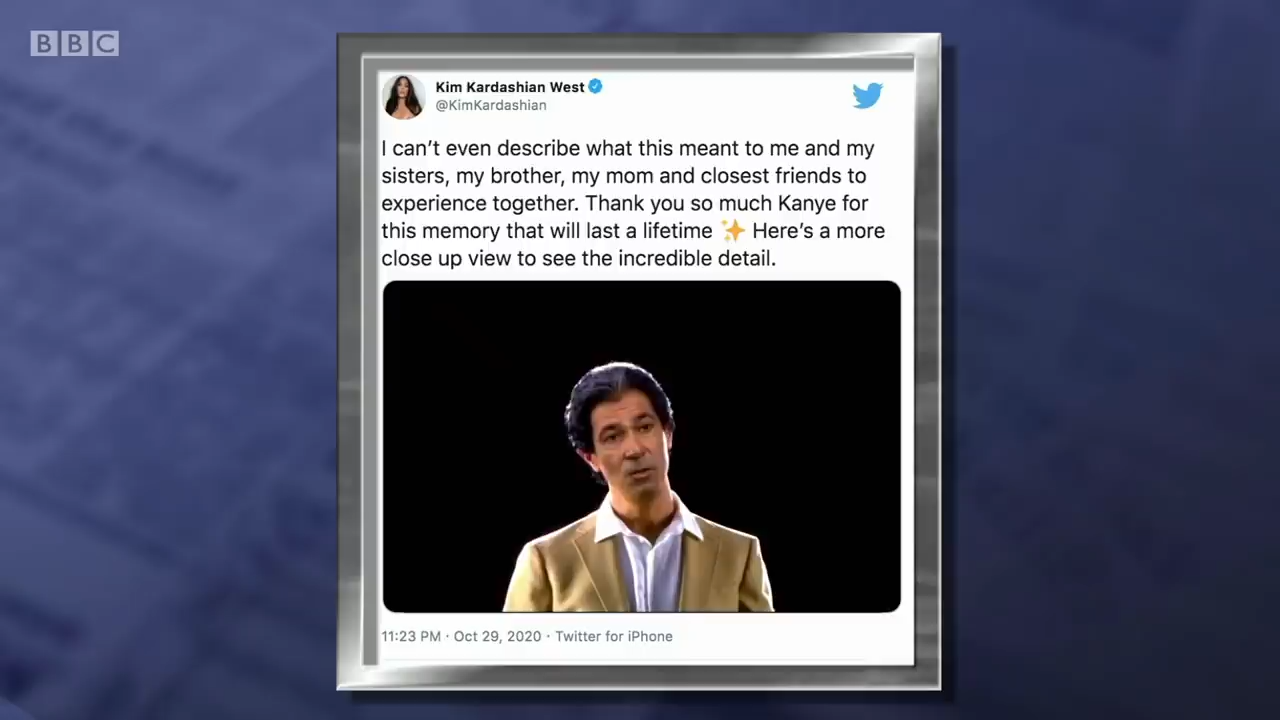 BBC
Kim Kardashian West
@KimKardashian
I can't even describe what this meant to me and my
sisters, my brother, my mom and closest friends to
experience together. Thank you so much Kanye for
this memory that will last a lifetime ✨ Here's a more
close up view to see the incredible detail.
11:23 PM · Oct 29, 2020 · Twitter for iPhone